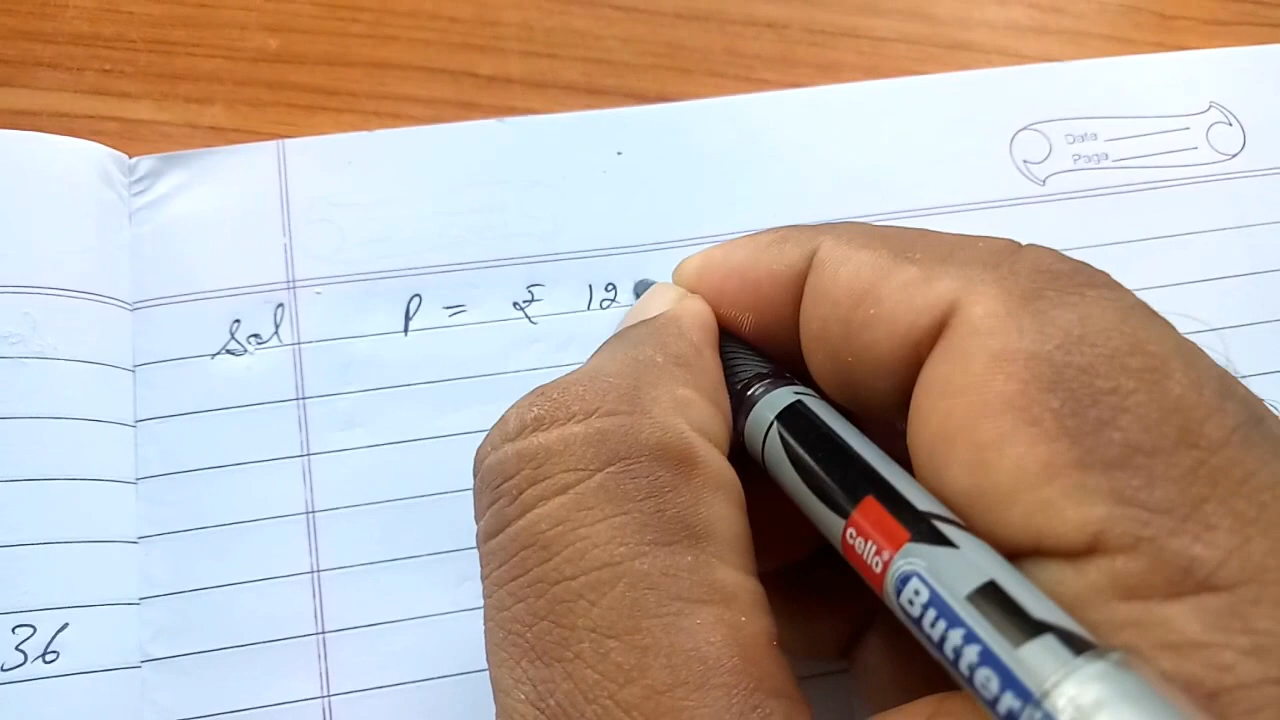 Date
Page
Sol P = ₹ 12
36
cello
Butter